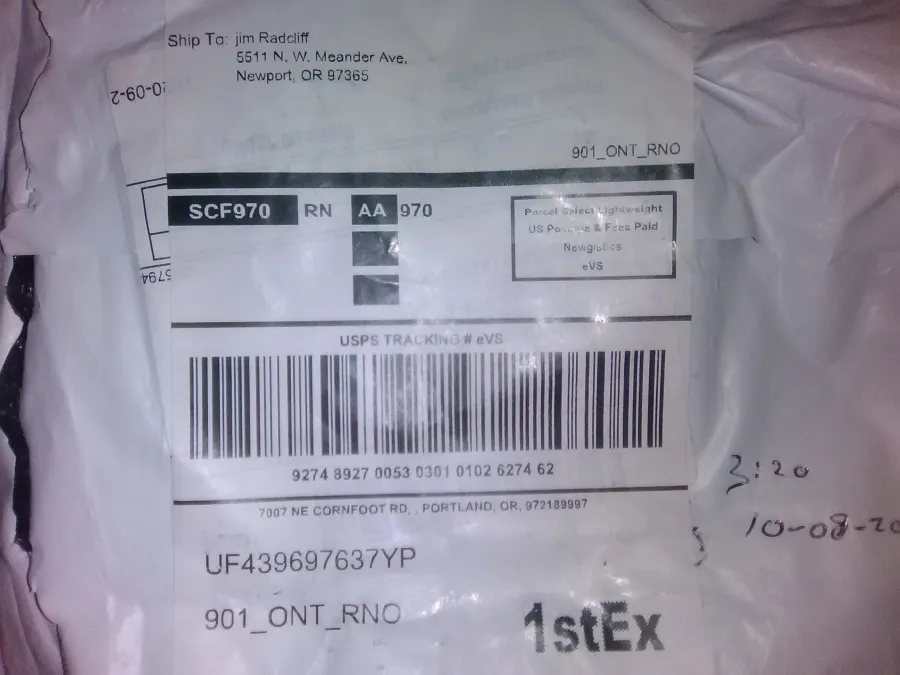 Ship To: jim Radcliff
5511 N. W. Meander Ave.
Newport, OR 97365
901_ONT_RNO
SCF970 RN AA 970
Parcel Select Lightweight
US Postage & Fees Paid
Newgistics
eVS
USPS TRACKING # eVS
9274 8927 0053 0301 0102 6274 62
7007 NE CORNFOOT RD, , PORTLAND, OR, 972189997
UF439697637YP
901_ONT_RNO
1stEx
3:20
10-08-20